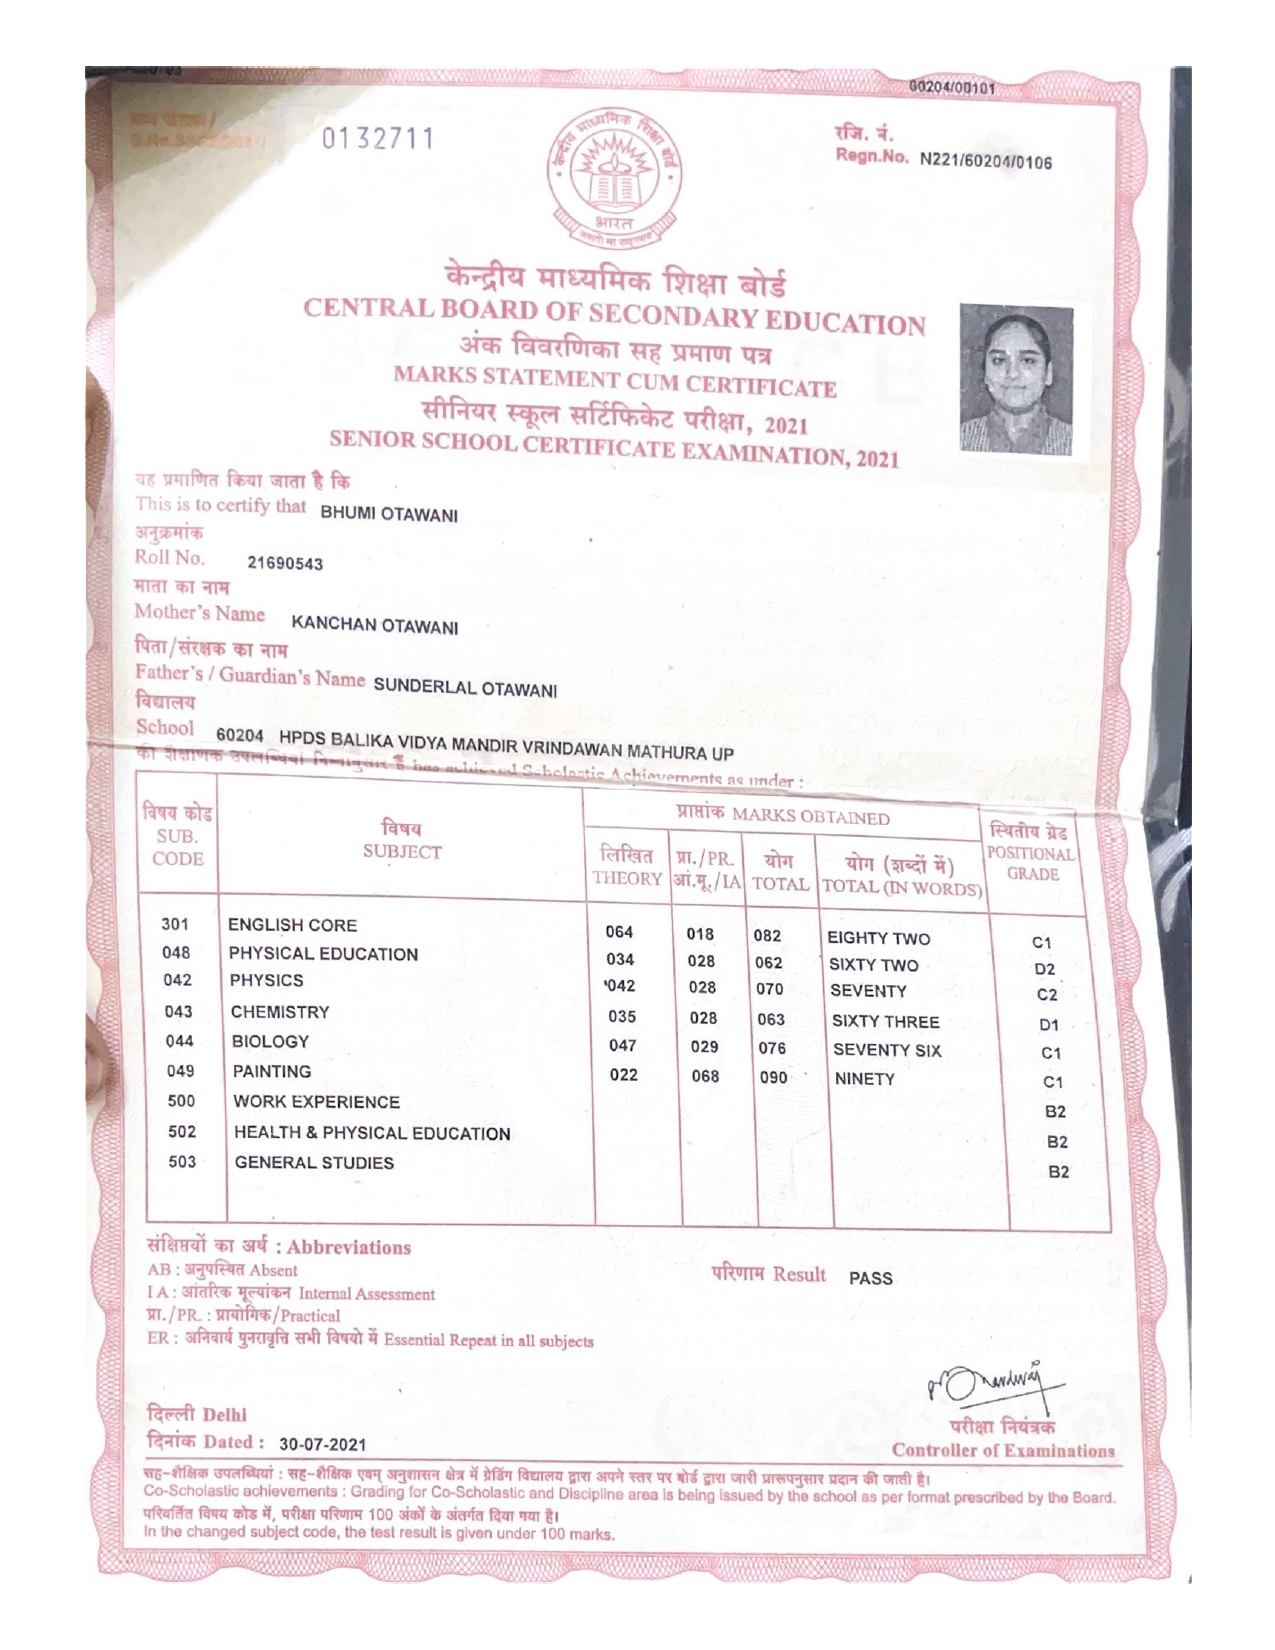 00204/00101
0132711
रजि. नं.
Regn.No. N221/60204/0106
केन्द्रीय माध्यमिक शिक्षा बोर्ड
भारत
केन्द्रीय माध्यमिक शिक्षा बोर्ड
CENTRAL BOARD OF SECONDARY EDUCATION
अंक विवरणिका सह प्रमाण पत्र
MARKS STATEMENT CUM CERTIFICATE
सीनियर स्कूल सर्टिफिकेट परीक्षा, 2021
SENIOR SCHOOL CERTIFICATE EXAMINATION, 2021
यह प्रमाणित किया जाता है कि
This is to certify that BHUMI OTAWANI
अनुक्रमांक
Roll No. 21690543
माता का नाम
Mother's Name KANCHAN OTAWANI
पिता/संरक्षक का नाम
Father's / Guardian's Name SUNDERLAL OTAWANI
विद्यालय
School 60204 HPDS BALIKA VIDYA MANDIR VRINDAWAN MATHURA UP
की शैक्षणिक उपलब्धियां निम्नानुसार हैं has achieved Scholastic Achievements as under :
विषय कोड SUB. CODE
विषय SUBJECT
प्राप्तांक MARKS OBTAINED
स्थितीय ग्रेड POSITIONAL GRADE
लिखित THEORY
प्रा./PR. आं.मू./IA
योग TOTAL
योग (शब्दों में) TOTAL (IN WORDS)
301 ENGLISH CORE 064 018 082 EIGHTY TWO C1
048 PHYSICAL EDUCATION 034 028 062 SIXTY TWO D2
042 PHYSICS 042 028 070 SEVENTY C2
043 CHEMISTRY 035 028 063 SIXTY THREE D1
044 BIOLOGY 047 029 076 SEVENTY SIX C1
049 PAINTING 022 068 090 NINETY C1
500 WORK EXPERIENCE B2
502 HEALTH & PHYSICAL EDUCATION B2
503 GENERAL STUDIES B2
संक्षिप्तियों का अर्थ : Abbreviations
AB : अनुपस्थित Absent
परिणाम Result PASS
I A : आंतरिक मूल्यांकन Internal Assessment
प्रा./PR. : प्रायोगिक/Practical
ER : अनिवार्य पुनरावृत्ति सभी विषयो में Essential Repeat in all subjects
दिल्ली Delhi
दिनांक Dated : 30-07-2021
परीक्षा नियंत्रक
Controller of Examinations
सह-शैक्षिक उपलब्धियां : सह-शैक्षिक एवम् अनुशासन क्षेत्र में ग्रेडिंग विद्यालय द्वारा अपने स्तर पर बोर्ड द्वारा जारी प्रारूपनुसार प्रदान की जाती है।
Co-Scholastic achievements : Grading for Co-Scholastic and Discipline area is being issued by the school as per format prescribed by the Board.
परिवर्तित विषय कोड में, परीक्षा परिणाम 100 अंकों के अंतर्गत दिया गया है।
In the changed subject code, the test result is given under 100 marks.